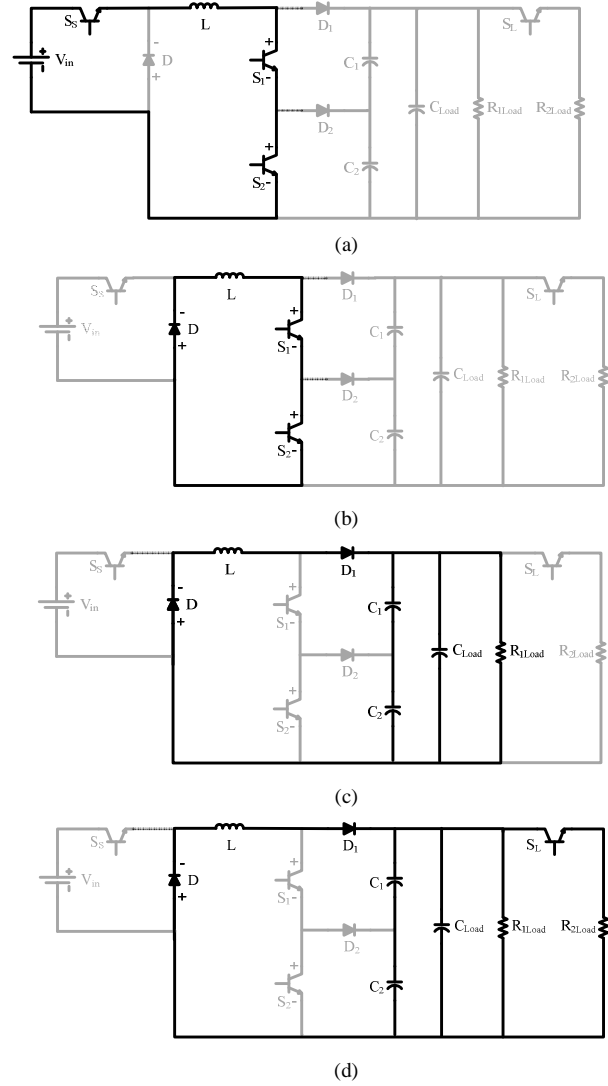 S_S L D_1 S_L
+ V_in - D + + S_1- C_1 C_Load R_1Load R_2Load
D_2
+ S_2- C_2
(a)
S_S L D_1 S_L
+ V_in - D + + S_1- C_1 C_Load R_1Load R_2Load
D_2
+ S_2- C_2
(b)
S_S L D_1 S_L
+ V_in - D + + S_1- C_1 C_Load R_1Load R_2Load
D_2
+ S_2- C_2
(c)
S_S L D_1 S_L
+ V_in - D + + S_1- C_1 C_Load R_1Load R_2Load
D_2
+ S_2- C_2
(d)